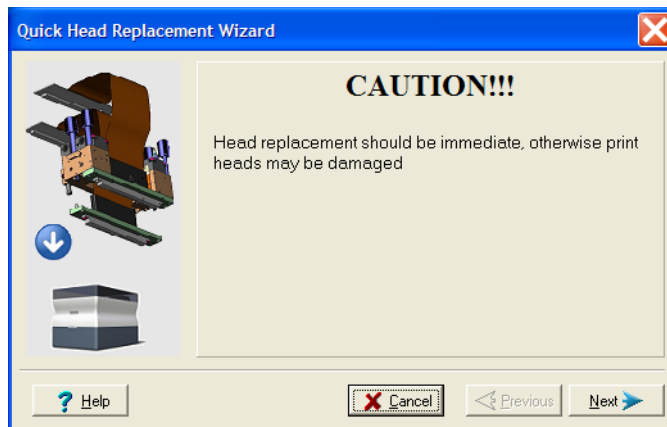 Quick Head Replacement Wizard
CAUTION!!!
Head replacement should be immediate, otherwise print
heads may be damaged
Help
Cancel
Previous
Next